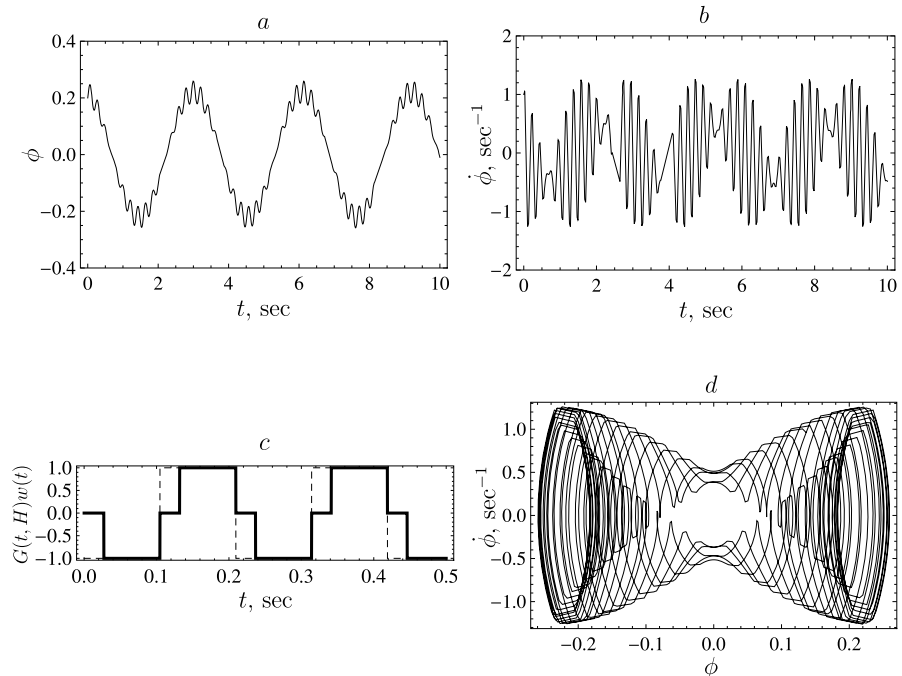 a
0.4
0.2
0.0
−0.2
−0.4
ϕ
0 2 4 6 8 10
t, sec
b
2
1
0
−1
−2
ϕ̇, sec⁻¹
0 2 4 6 8 10
t, sec
c
1.0
0.5
0.0
−0.5
−1.0
G(t, H)w(t)
0.0 0.1 0.2 0.3 0.4 0.5
t, sec
d
1.0
0.5
0.0
−0.5
−1.0
ϕ̇, sec⁻¹
−0.2 −0.1 0.0 0.1 0.2
ϕ